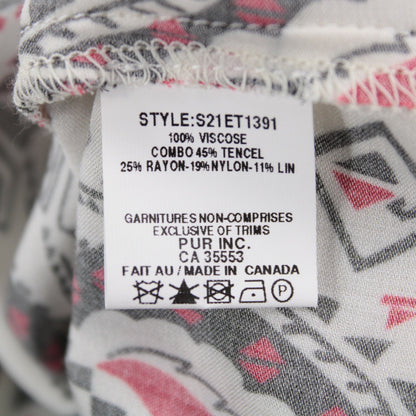 STYLE:S21ET1391
100% VISCOSE
COMBO 45% TENCEL
25% RAYON-19%NYLON-11% LIN
GARNITURES NON-COMPRISES
EXCLUSIVE OF TRIMS
PUR INC.
CA 35553
FAIT AU / MADE IN CANADA
P